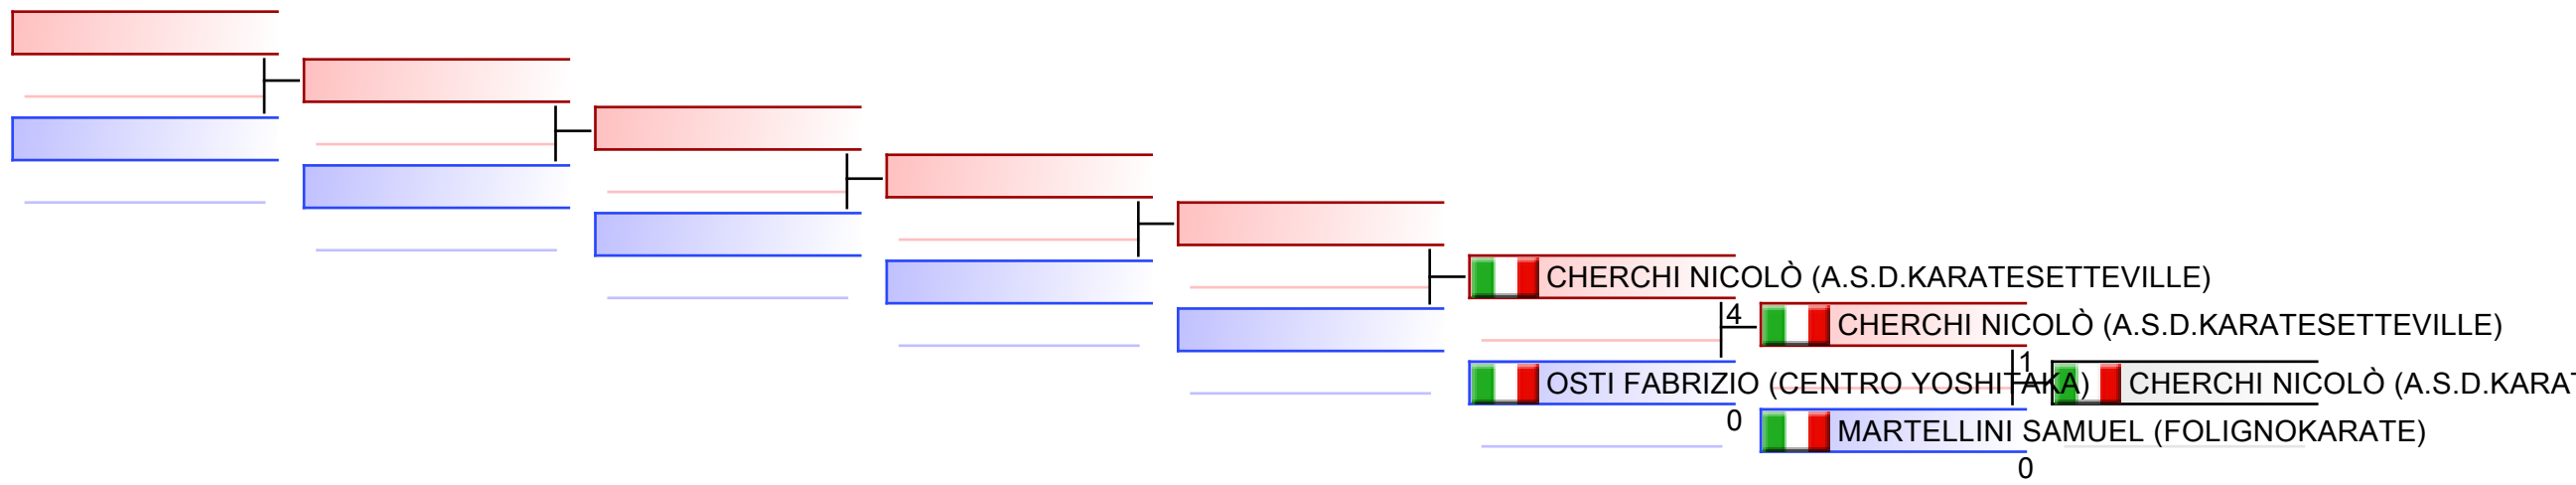 CHERCHI NICOLÒ (A.S.D.KARATESETTEVILLE)
4
CHERCHI NICOLÒ (A.S.D.KARATESETTEVILLE)
1
OSTI FABRIZIO (CENTRO YOSHITAKA)
CHERCHI NICOLÒ (A.S.D.KARAT
0
MARTELLINI SAMUEL (FOLIGNOKARATE)
0